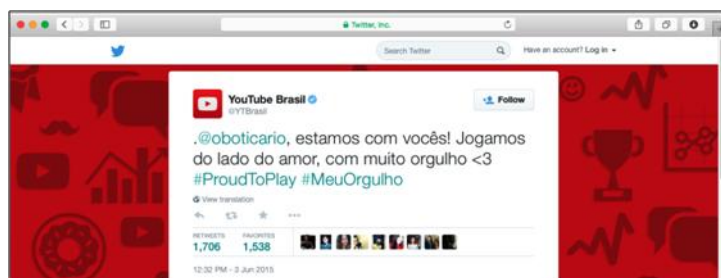 Twitter, Inc.
Search Twitter
Have an account? Log in
YouTube Brasil
@YTBrasil
Follow
.@oboticario, estamos com vocês! Jogamos
do lado do amor, com muito orgulho <3
#ProudToPlay #MeuOrgulho
View translation
RETWEETS FAVORITES
1,706 1,538
12:32 PM - 3 Jun 2015